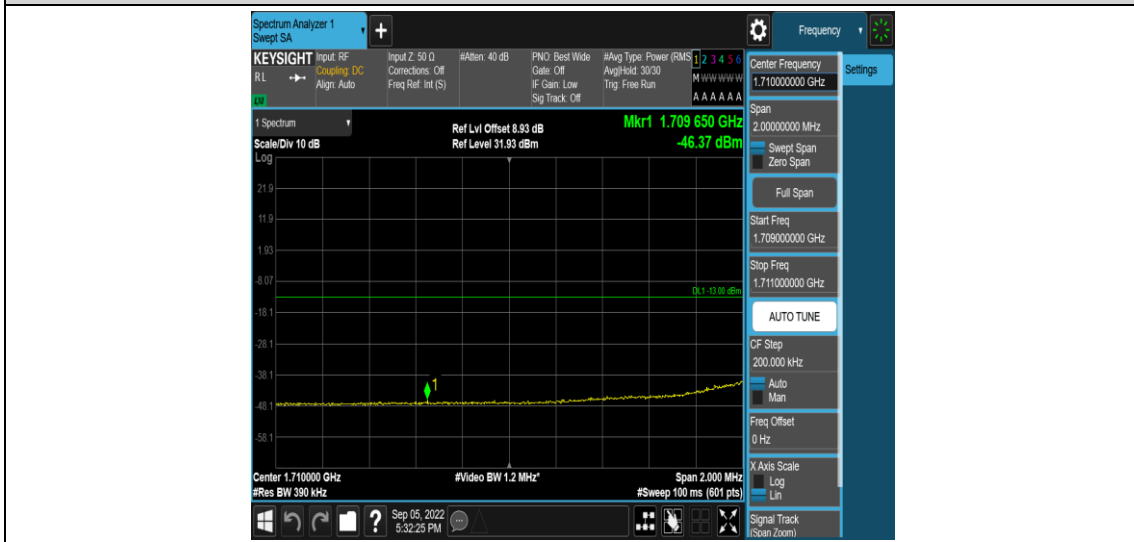 Spectrum Analyzer 1
Swept SA
+
Frequency
KEYSIGHT
RL
LXI
Input: RF
Coupling: DC
Align: Auto
Input Z: 50 Ω
Corrections: Off
Freq Ref: Int (S)
#Atten: 40 dB
PNO: Best Wide
Gate: Off
IF Gain: Low
Sig Track: Off
#Avg Type: Power (RMS
Avg|Hold: 30/30
Trig: Free Run
1 2 3 4 5 6
M W W W W W
A A A A A A
1 Spectrum
Scale/Div 10 dB
Log
Ref Lvl Offset 8.93 dB
Ref Level 31.93 dBm
Mkr1 1.709 650 GHz
-46.37 dBm
21.9
11.9
1.93
-8.07
DL1 -13.00 dBm
-18.1
-28.1
-38.1
1
-48.1
-58.1
Center 1.710000 GHz
#Res BW 390 kHz
#Video BW 1.2 MHz*
Span 2.000 MHz
#Sweep 100 ms (601 pts)
Sep 05, 2022
5:32:25 PM
?
Center Frequency
1.710000000 GHz
Settings
Span
2.00000000 MHz
Swept Span
Zero Span
Full Span
Start Freq
1.709000000 GHz
Stop Freq
1.711000000 GHz
AUTO TUNE
CF Step
200.000 kHz
Auto
Man
Freq Offset
0 Hz
X Axis Scale
Log
Lin
Signal Track
(Span Zoom)